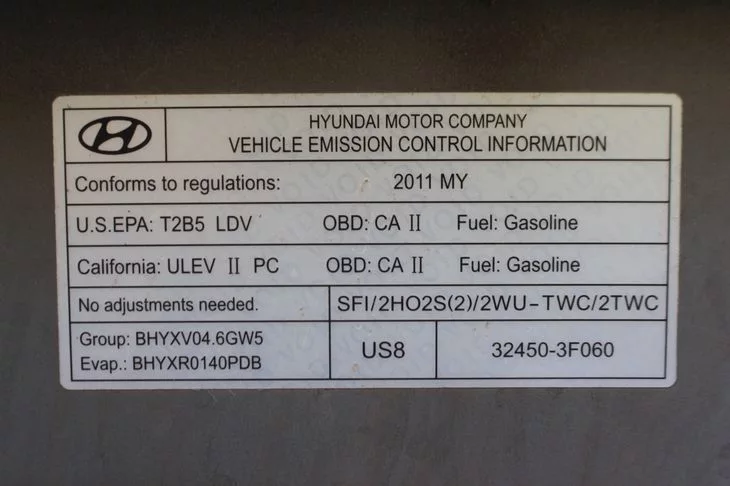 HYUNDAI MOTOR COMPANY
VEHICLE EMISSION CONTROL INFORMATION
Conforms to regulations: 2011 MY
U.S.EPA: T2B5 LDV OBD: CA II Fuel: Gasoline
California: ULEV II PC OBD: CA II Fuel: Gasoline
No adjustments needed. SFI/2HO2S(2)/2WU-TWC/2TWC
Group: BHYXV04.6GW5
Evap.: BHYXR0140PDB
US8 32450-3F060